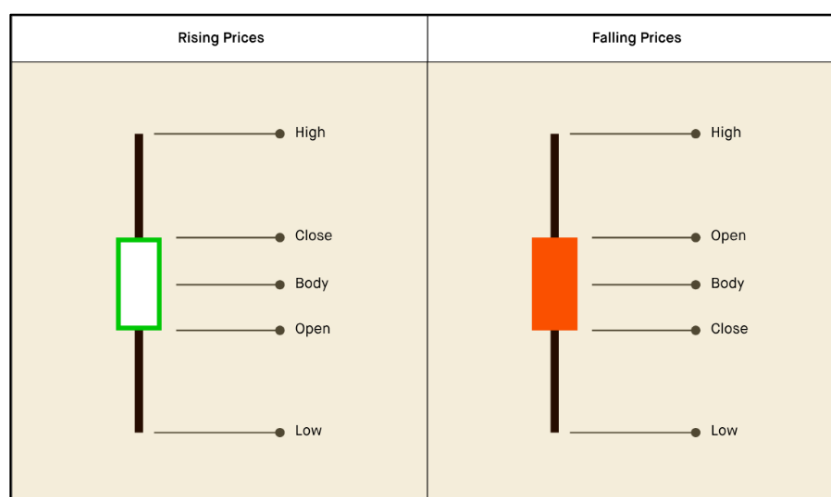 Rising Prices
Falling Prices
High
Close
Body
Open
Low
High
Open
Body
Close
Low